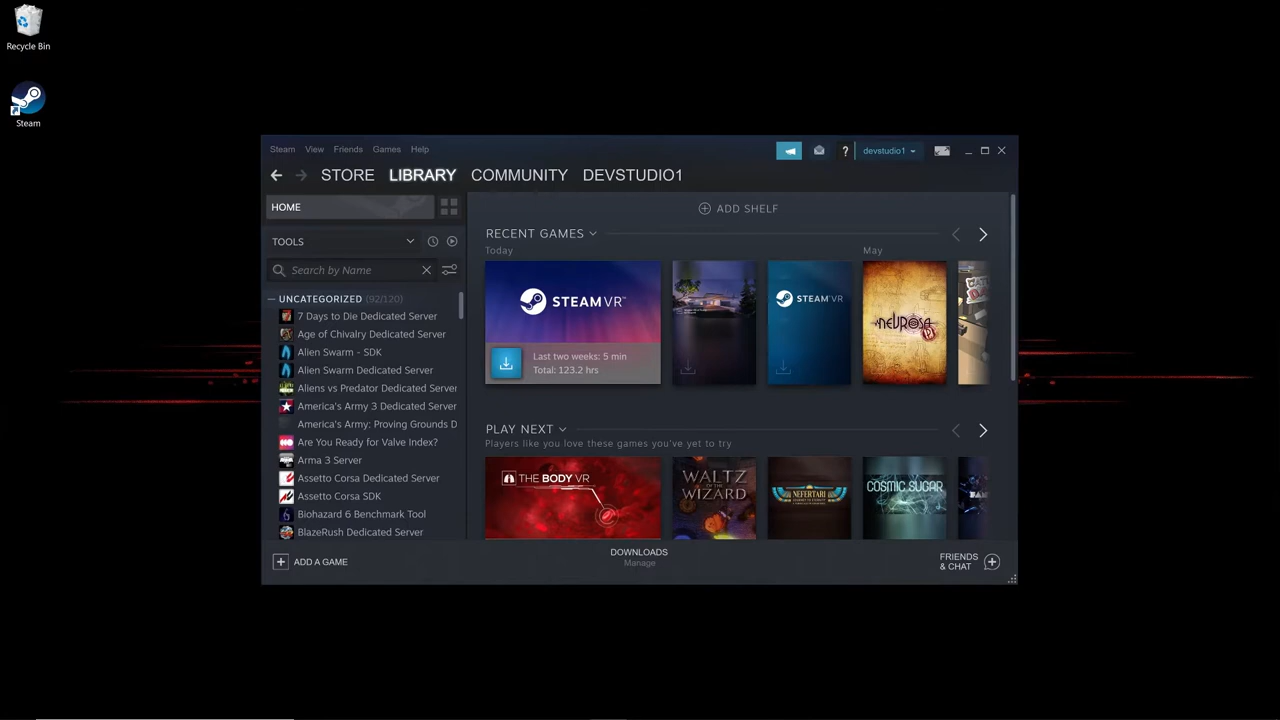 Recycle Bin
Steam
Steam View Friends Games Help
? devstudio1
STORE LIBRARY COMMUNITY DEVSTUDIO1
HOME
ADD SHELF
TOOLS
RECENT GAMES
Today
May
Search by Name
UNCATEGORIZED (92/120)
7 Days to Die Dedicated Server
Age of Chivalry Dedicated Server
Alien Swarm - SDK
Alien Swarm Dedicated Server
Aliens vs Predator Dedicated Server
America's Army 3 Dedicated Server
America's Army: Proving Grounds D
Are You Ready for Valve Index?
Arma 3 Server
Assetto Corsa Dedicated Server
Assetto Corsa SDK
Biohazard 6 Benchmark Tool
BlazeRush Dedicated Server
STEAMVR™
Last two weeks: 5 min
Total: 123.2 hrs
STEAMVR
NEVROSA
PLAY NEXT
Players like you love these games you've yet to try
THE BODY VR
WALTZ
OF THE
WIZARD
NEFERTARI
COSMIC SUGAR
ADD A GAME
DOWNLOADS
Manage
FRIENDS
& CHAT